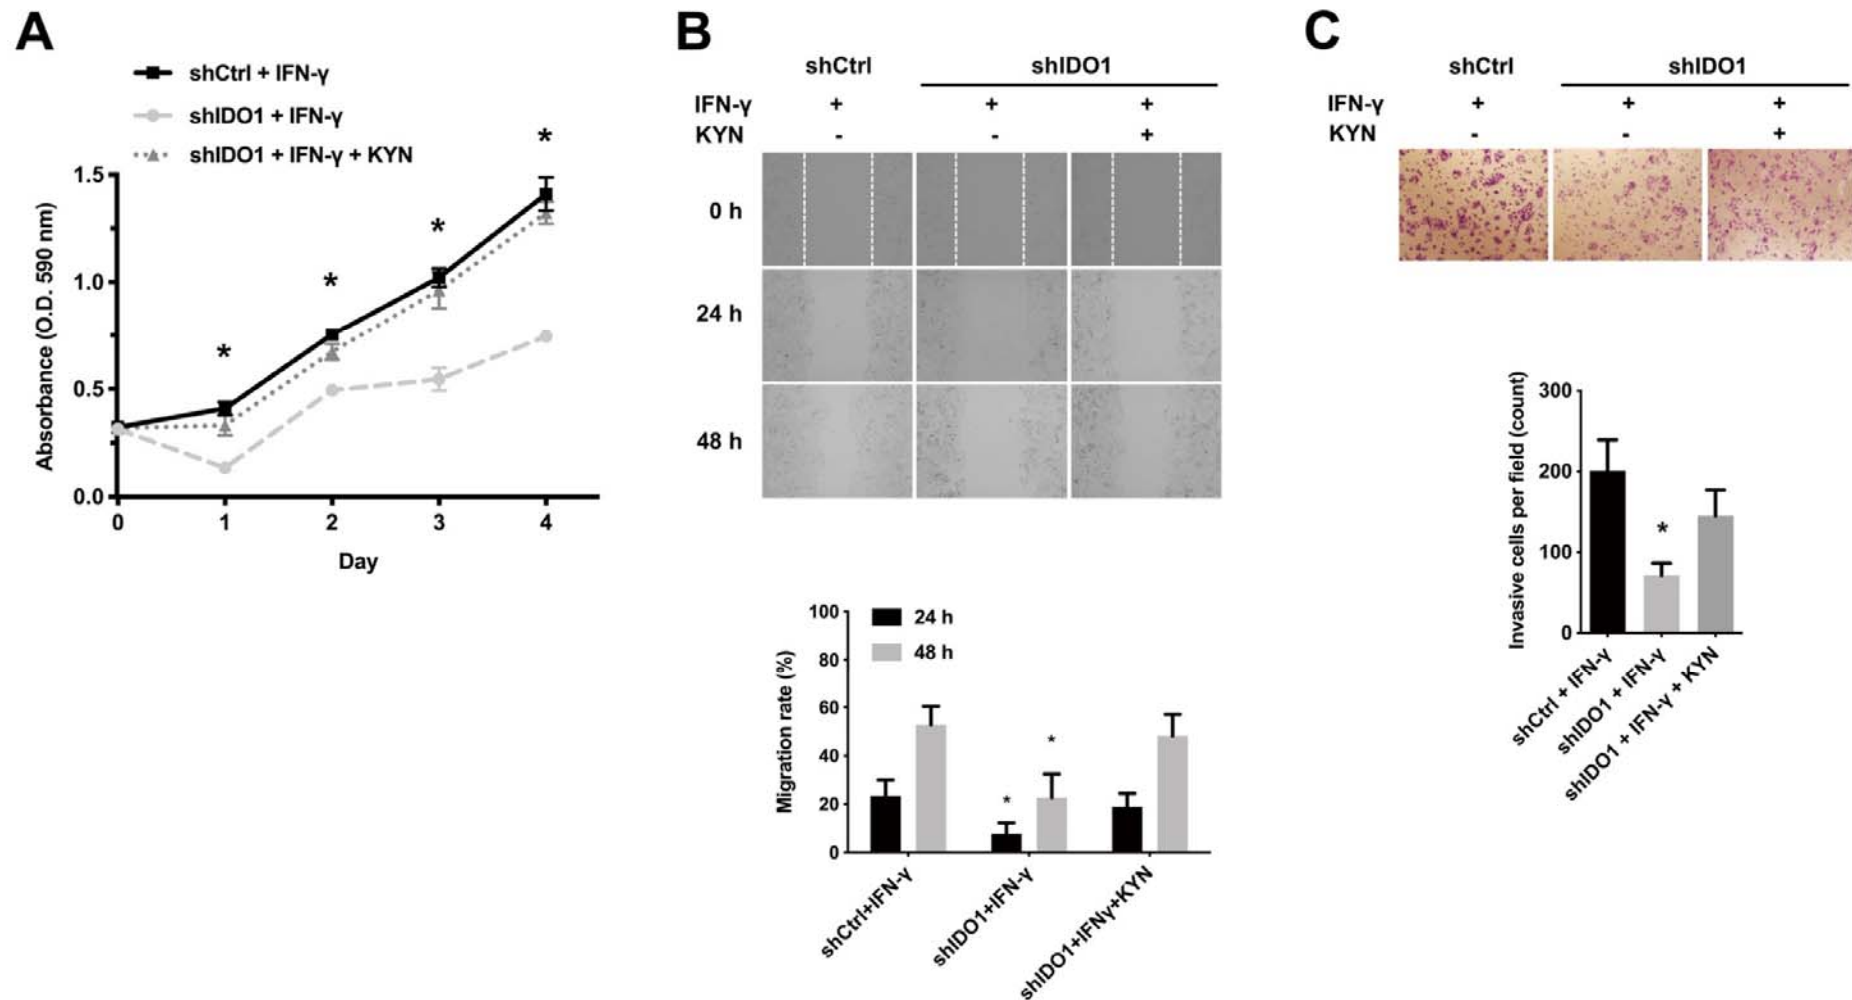 A
shCtrl + IFN-γ
shIDO1 + IFN-γ
shIDO1 + IFN-γ + KYN
*
*
*
*
1.5
1.0
0.5
0.0
Absorbance (O.D. 590 nm)
0 1 2 3 4
Day
B
shCtrl shIDO1
IFN-γ + + +
KYN - - +
0 h
24 h
48 h
24 h
48 h
100
80
60
40
20
0
Migration rate (%)
* *
shCtrl+IFN-γ
shIDO1+IFN-γ
shIDO1+IFNγ+KYN
C
shCtrl shIDO1
IFN-γ + + +
KYN - - +
300
200
100
0
Invasive cells per field (count)
*
shCtrl + IFN-γ
shIDO1 + IFN-γ
shIDO1 + IFN-γ + KYN